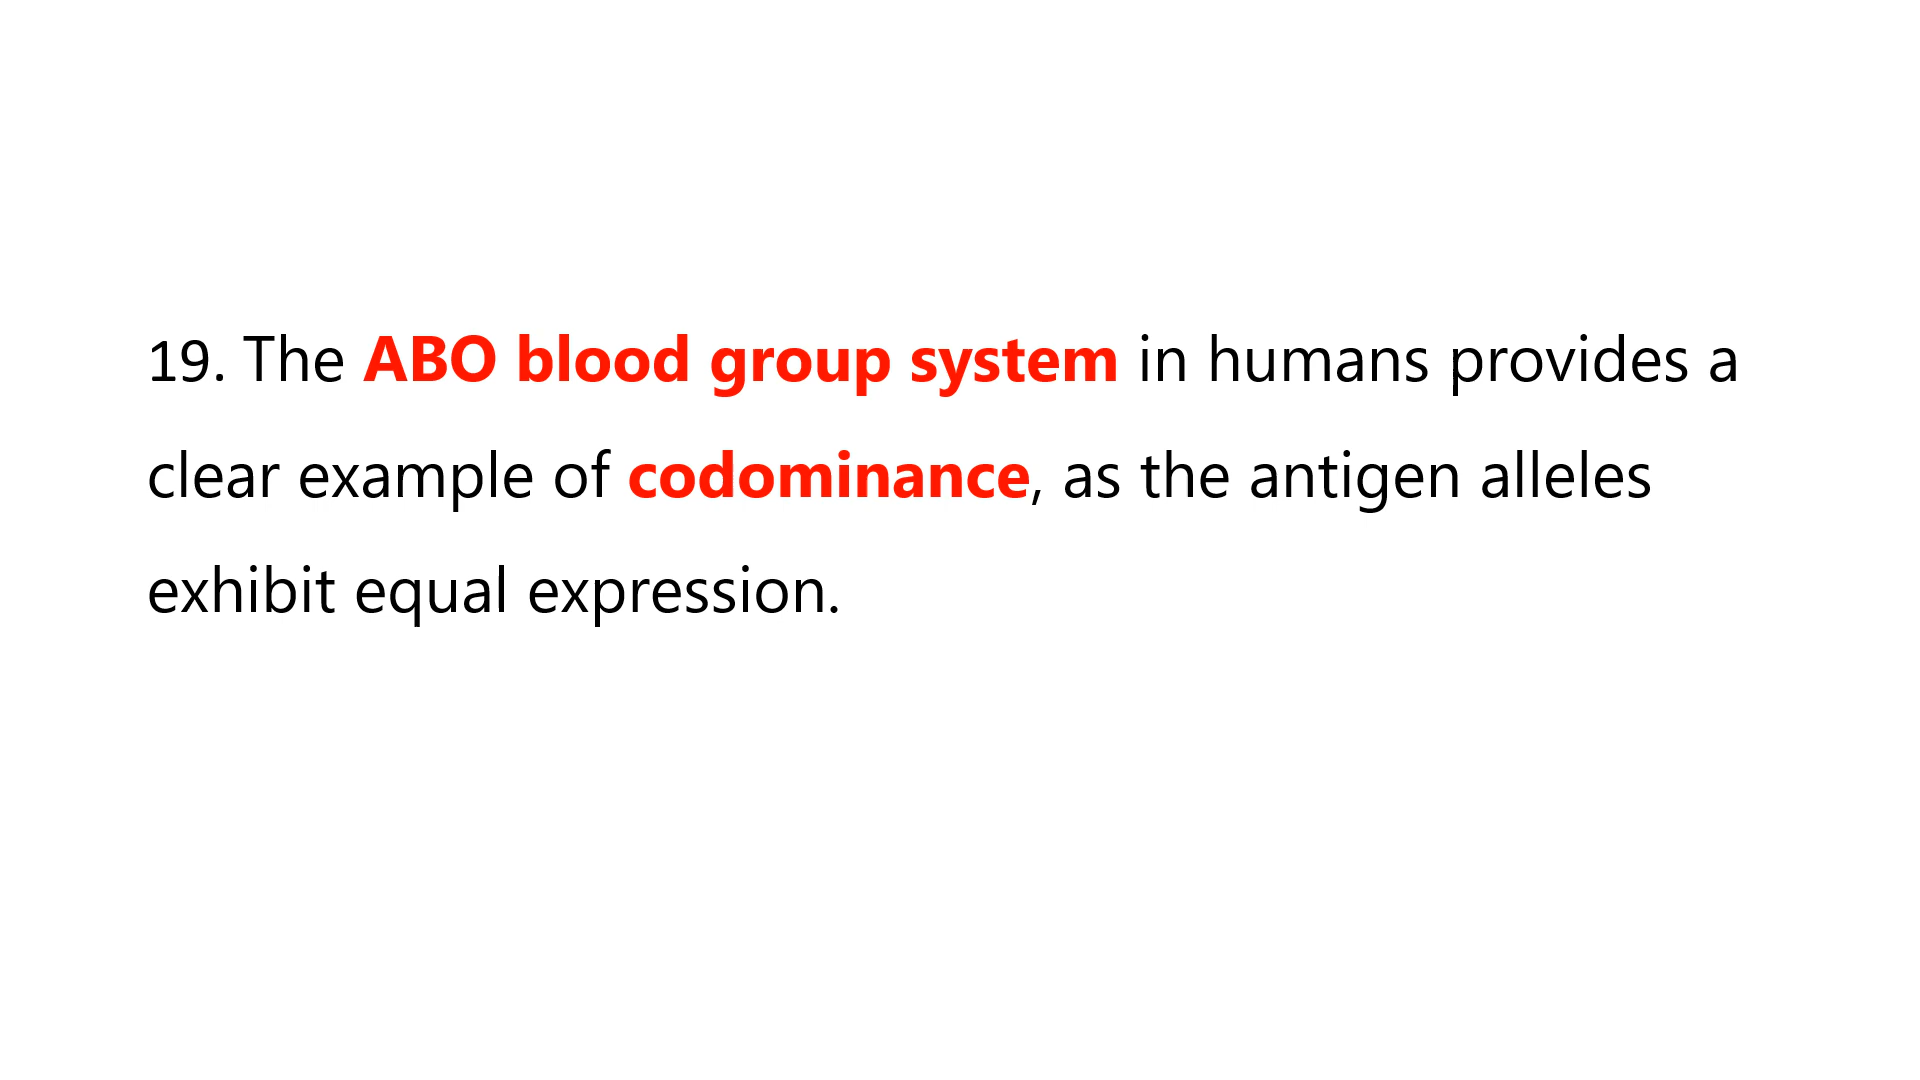 19. The ABO blood group system in humans provides a
clear example of codominance, as the antigen alleles
exhibit equal expression.